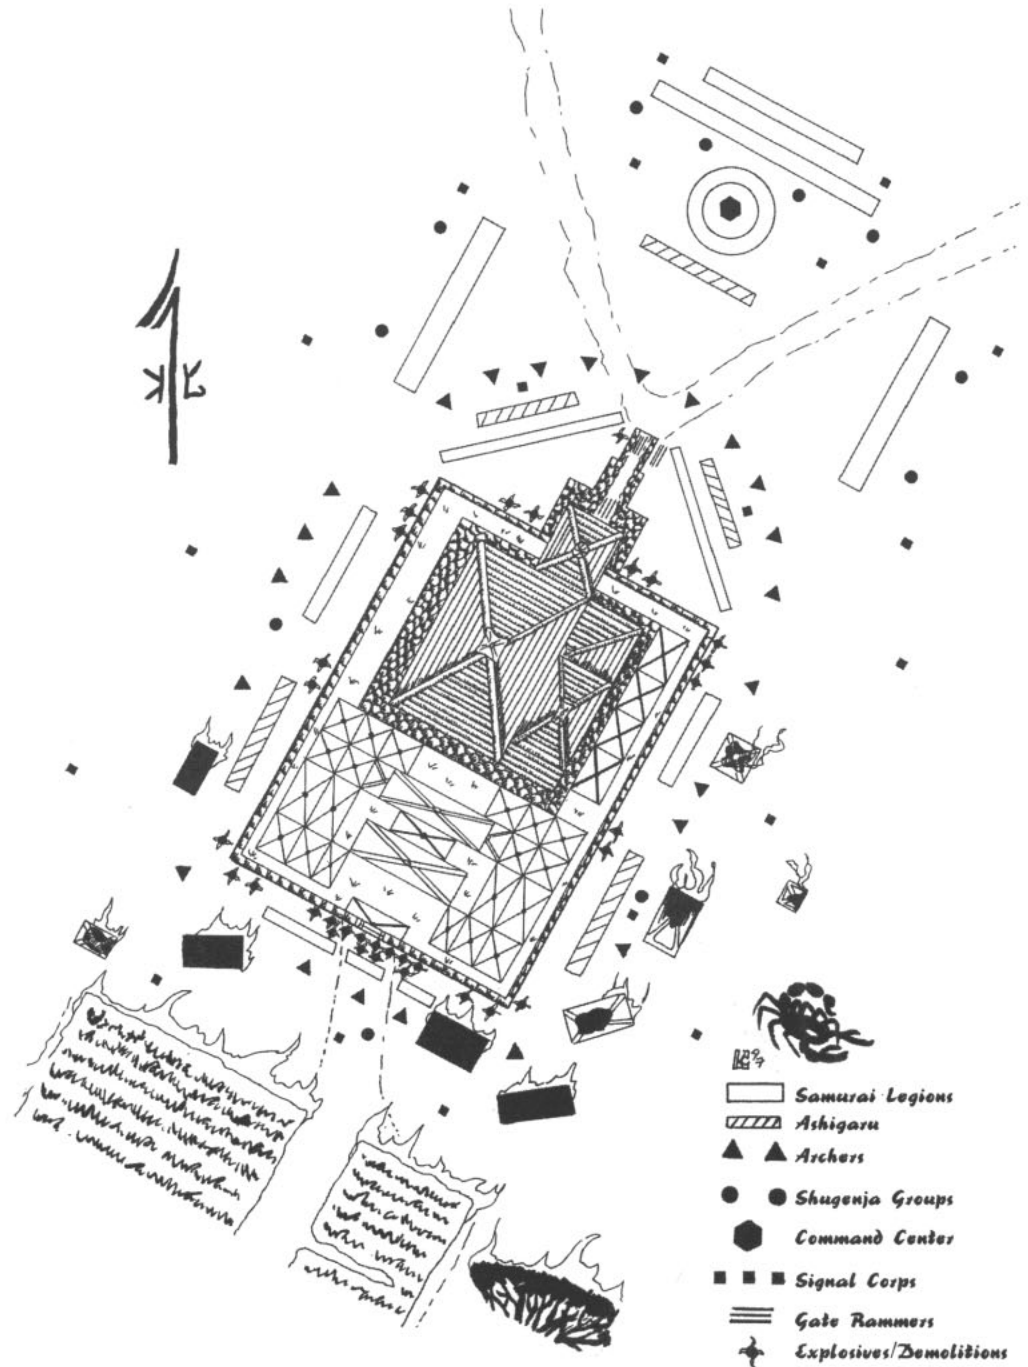 Samurai Legions
Ashigaru
Archers
Shugenja Groups
Command Center
Signal Corps
Gate Rammers
Explosives/Demolitions